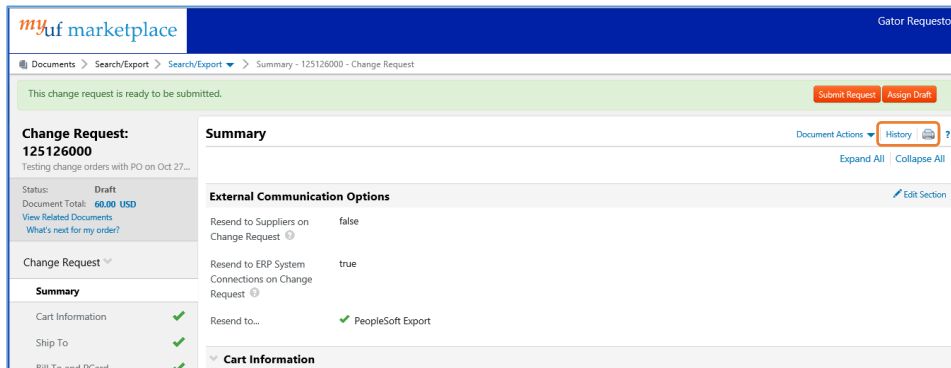 myuf marketplace
Gator Requesto
Documents > Search/Export > Search/Export > Summary - 125126000 - Change Request
This change request is ready to be submitted.
Submit Request Assign Draft
Change Request:
125126000
Testing change orders with PO on Oct 27...
Status: Draft
Document Total: 60.00 USD
View Related Documents
What's next for my order?
Change Request
Summary
Cart Information
Ship To
Bill To and PCard
Summary
Document Actions History ?
Expand All Collapse All
External Communication Options
Edit Section
Resend to Suppliers on false
Change Request ?
Resend to ERP System true
Connections on Change
Request ?
Resend to... PeopleSoft Export
Cart Information